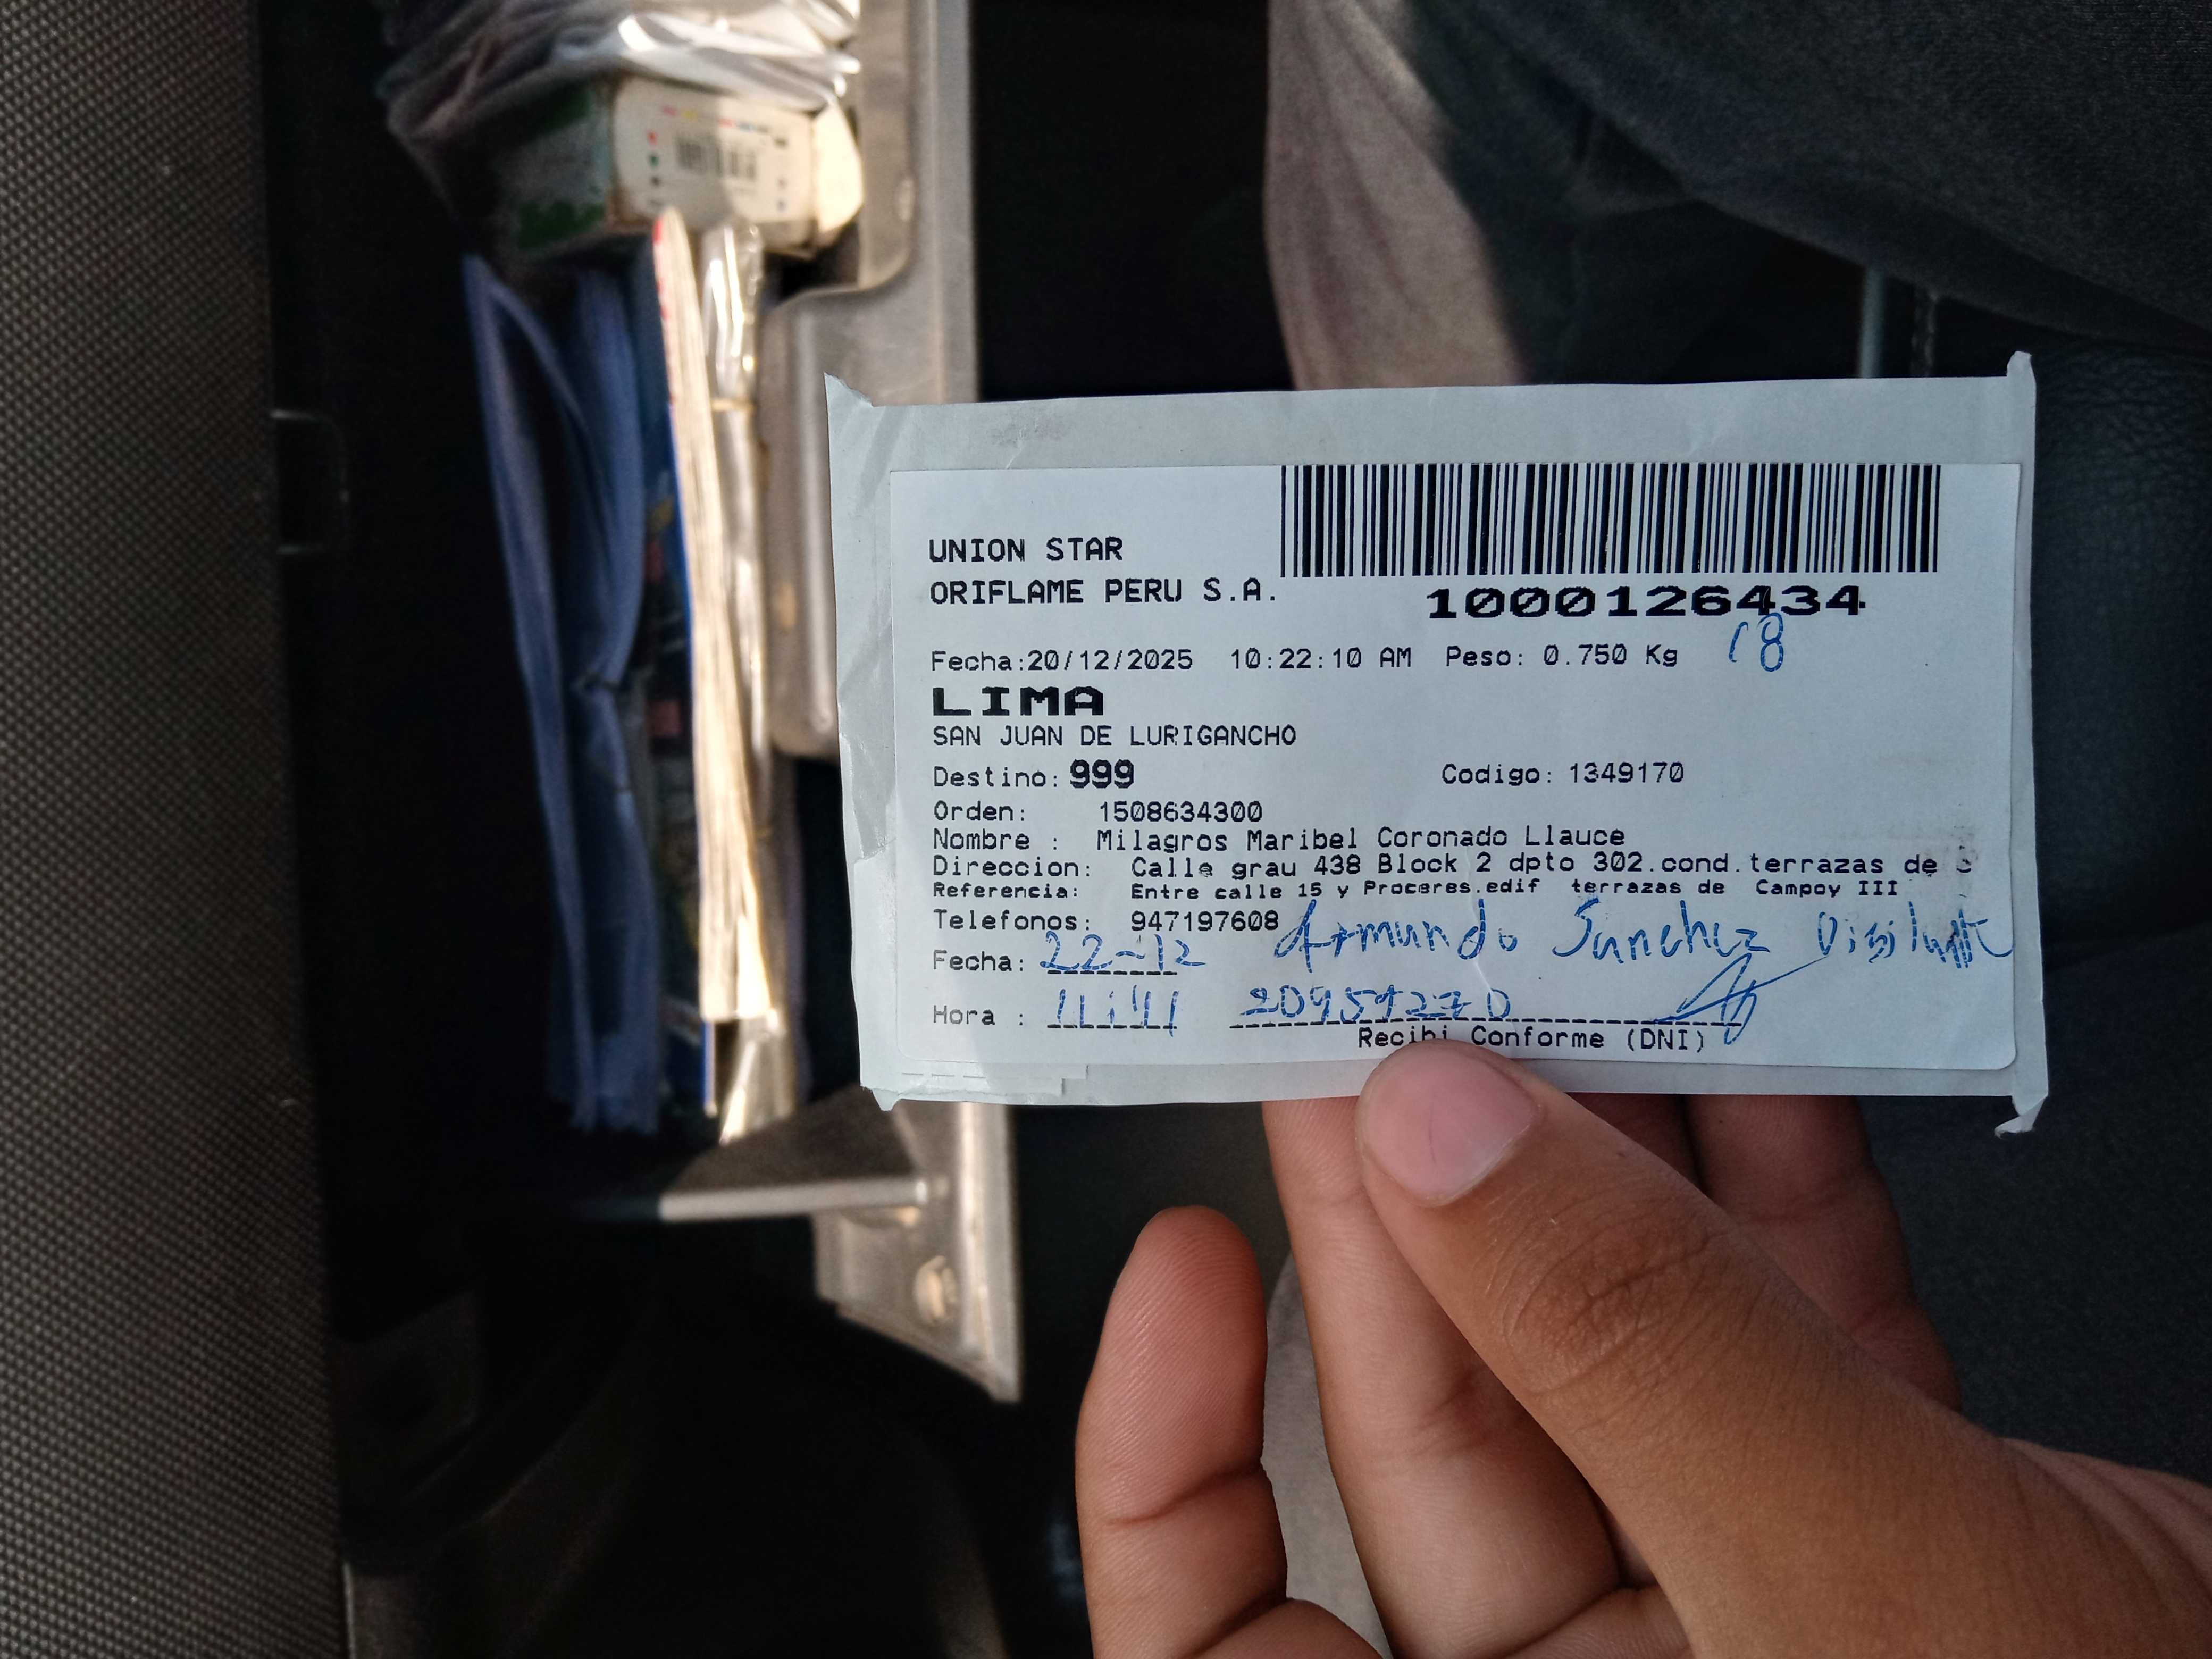 UNION STAR
ORIFLAME PERU S.A.
1000126434
18
Fecha:20/12/2025 10:22:10 AM Peso: 0.750 Kg
LIMA
SAN JUAN DE LURIGANCHO
Destino: 999 Codigo: 1349170
Orden: 1508634300
Nombre : Milagros Maribel Coronado Llauce
Direccion: Calle grau 438 Block 2 dpto 302.cond.terrazas de
Referencia: Entre calle 15 y Proceres.edif terrazas de Campoy III
Telefonos: 947197608
Armando Sanchez Vigilante
Fecha: 22-12
Hora :
Recibi Conforme (DNI)